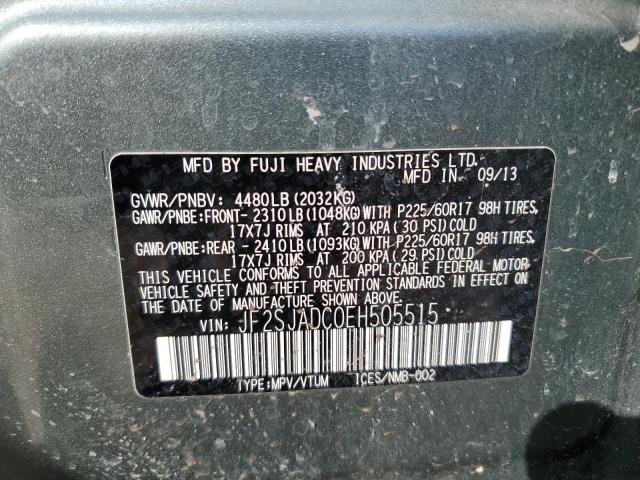 MFD BY FUJI HEAVY INDUSTRIES LTD.
MFD IN 09/13
GVWR/PNBV: 4480LB (2032KG)
GAWR/PNBE:FRONT- 2310LB (1048KG) WITH P225/60R17 98H TIRES,
17X7J RIMS AT 210 KPA (30 PSI) COLD
GAWR/PNBE:REAR - 2410LB (1093KG) WITH P225/60R17 98H TIRES,
17X7J RIMS AT 200 KPA (29 PSI) COLD
THIS VEHICLE CONFORMS TO ALL APPLICABLE FEDERAL MOTOR
VEHICLE SAFETY AND THEFT PREVENTION STANDARDS IN EFFECT ON
THE DATE OF MANUFACTURE SHOWN ABOVE.
VIN: JF2SJADC0EH505515
TYPE:MPV/VTUM ICES/NMB-002